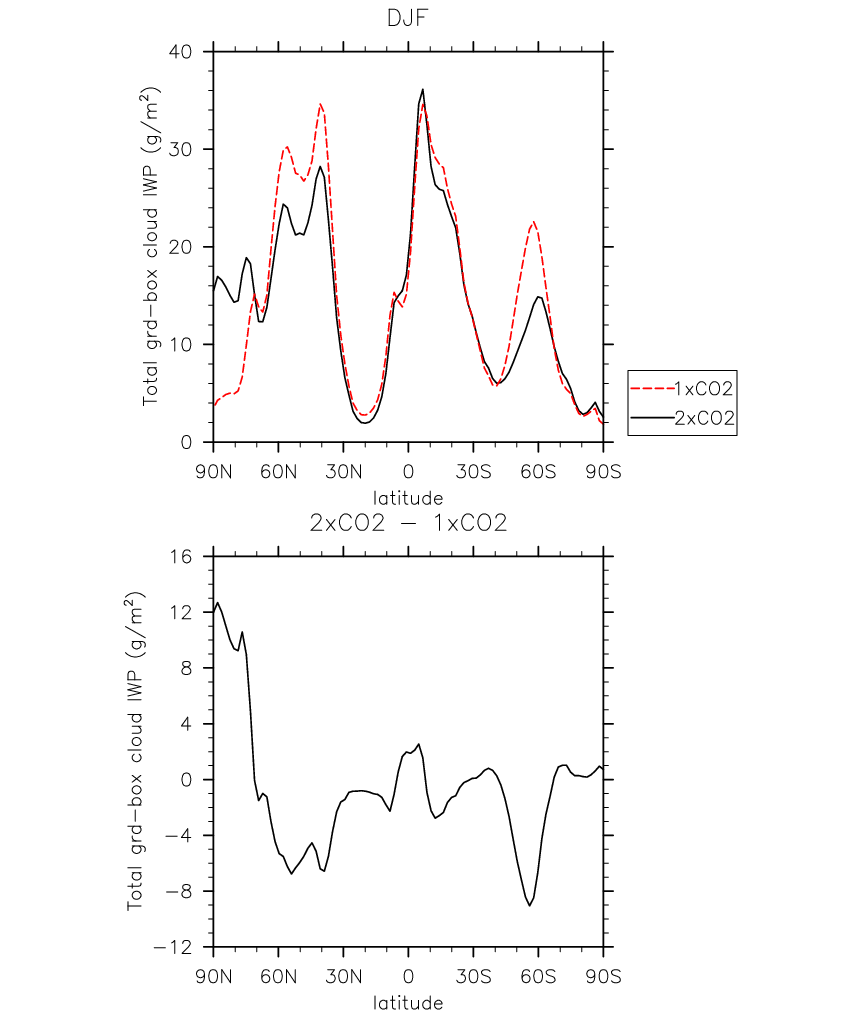 DJF
Total grd-box cloud IWP (g/m²)
40
30
20
10
0
90N 60N 30N 0 30S 60S 90S
latitude
1xCO2
2xCO2
2xCO2 - 1xCO2
Total grd-box cloud IWP (g/m²)
16
12
8
4
0
-4
-8
-12
90N 60N 30N 0 30S 60S 90S
latitude